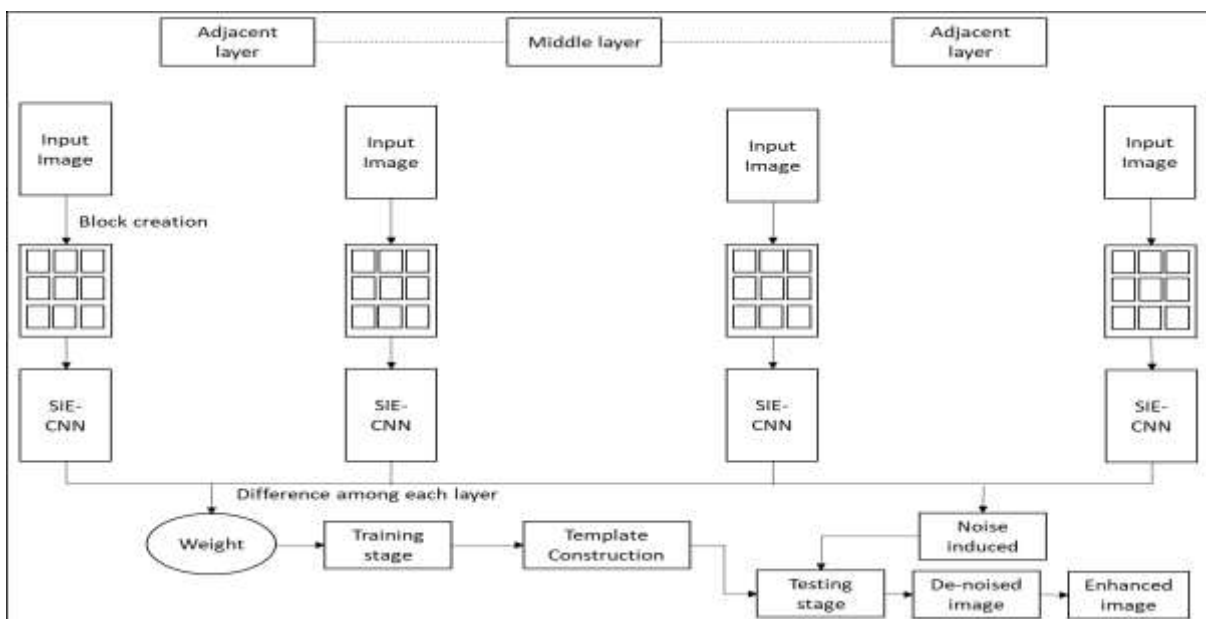 Adjacent
layer
Middle layer
Adjacent
layer
Input
Image
Input
Image
Input
Image
Input
Image
Block creation
SIE-
CNN
SIE-
CNN
SIE-
CNN
SIE-
CNN
Difference among each layer
Weight
Training
stage
Template
Construction
Noise
induced
Testing
stage
De-noised
image
Enhanced
image